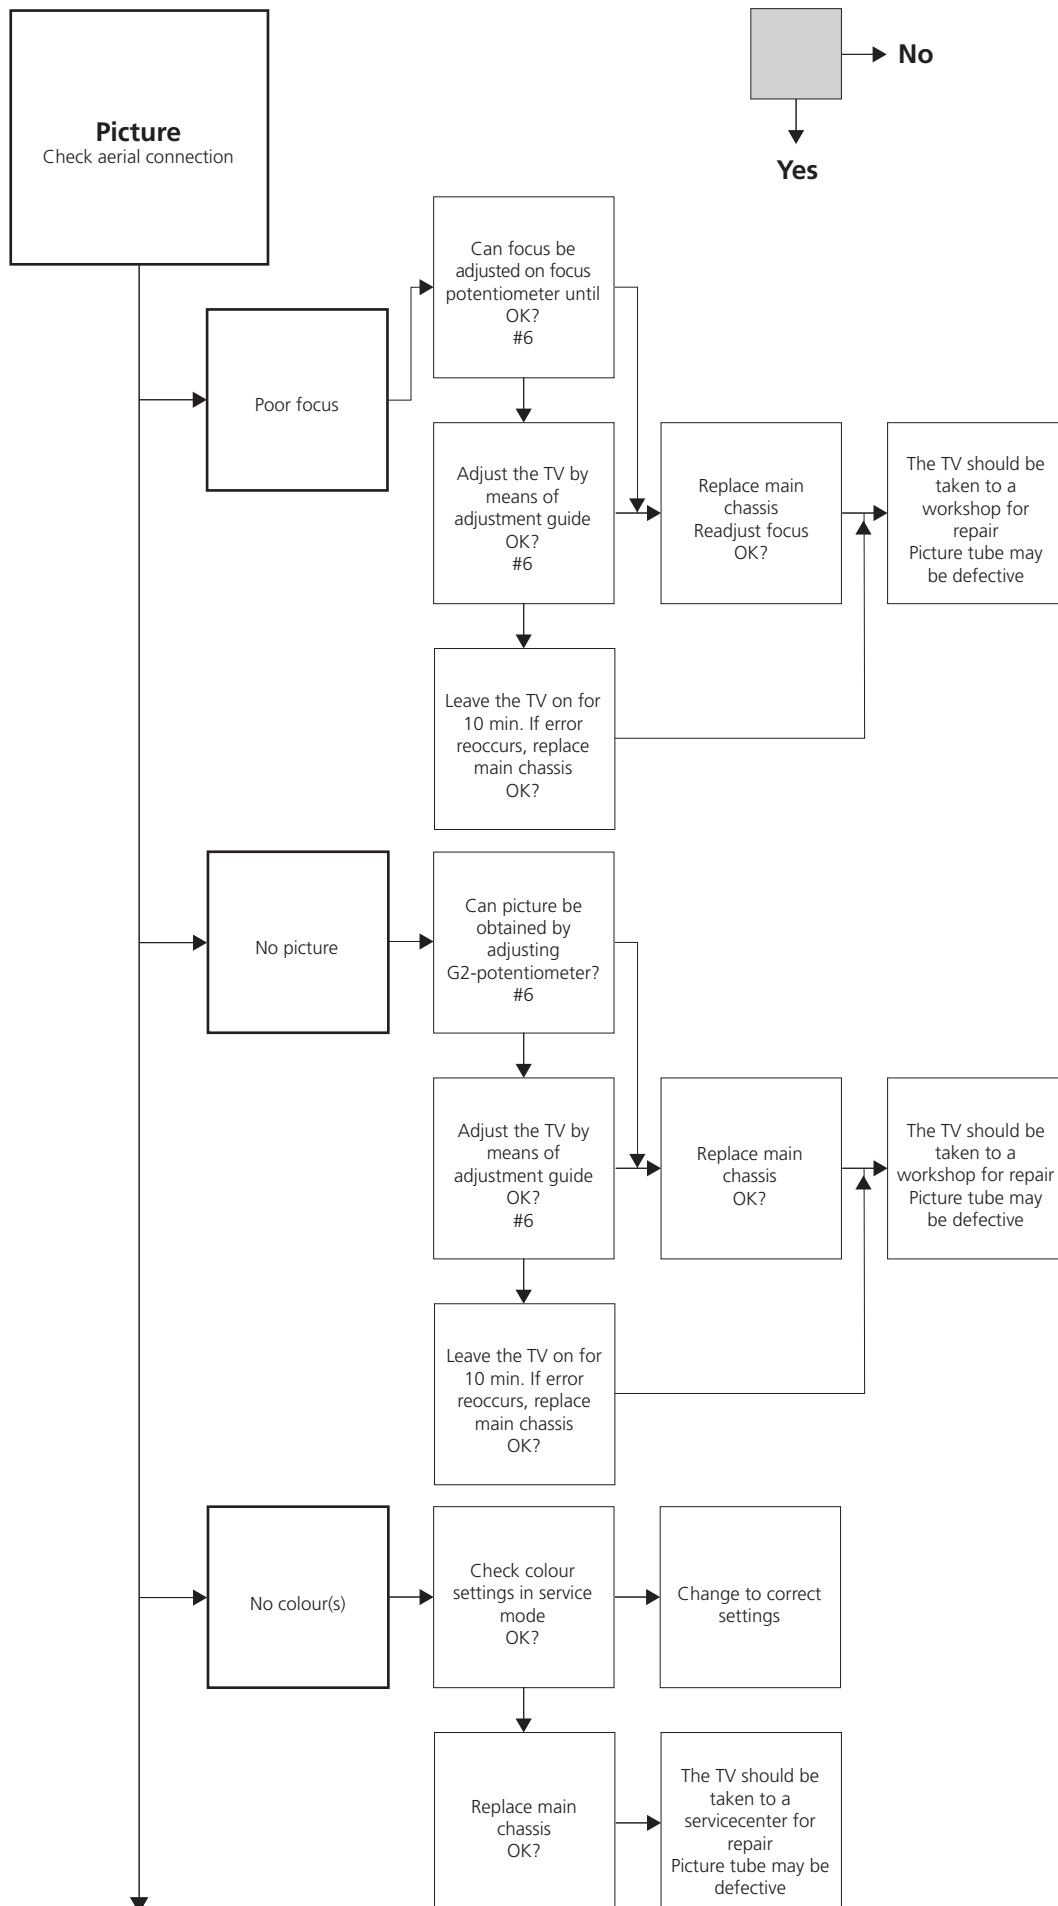 Picture
Check aerial connection
No
Yes
Poor focus
Can focus be
adjusted on focus
potentiometer until
OK?
#6
Adjust the TV by
means of
adjustment guide
OK?
#6
Replace main
chassis
Readjust focus
OK?
The TV should be
taken to a
workshop for
repair
Picture tube may
be defective
Leave the TV on for
10 min. If error
reoccurs, replace
main chassis
OK?
No picture
Can picture be
obtained by
adjusting
G2-potentiometer?
#6
Adjust the TV by
means of
adjustment guide
OK?
#6
Replace main
chassis
OK?
The TV should be
taken to a
workshop for repair
Picture tube may
be defective
Leave the TV on for
10 min. If error
reoccurs, replace
main chassis
OK?
No colour(s)
Check colour
settings in service
mode
OK?
Change to correct
settings
Replace main
chassis
OK?
The TV should be
taken to a
servicecenter for
repair
Picture tube may be
defective